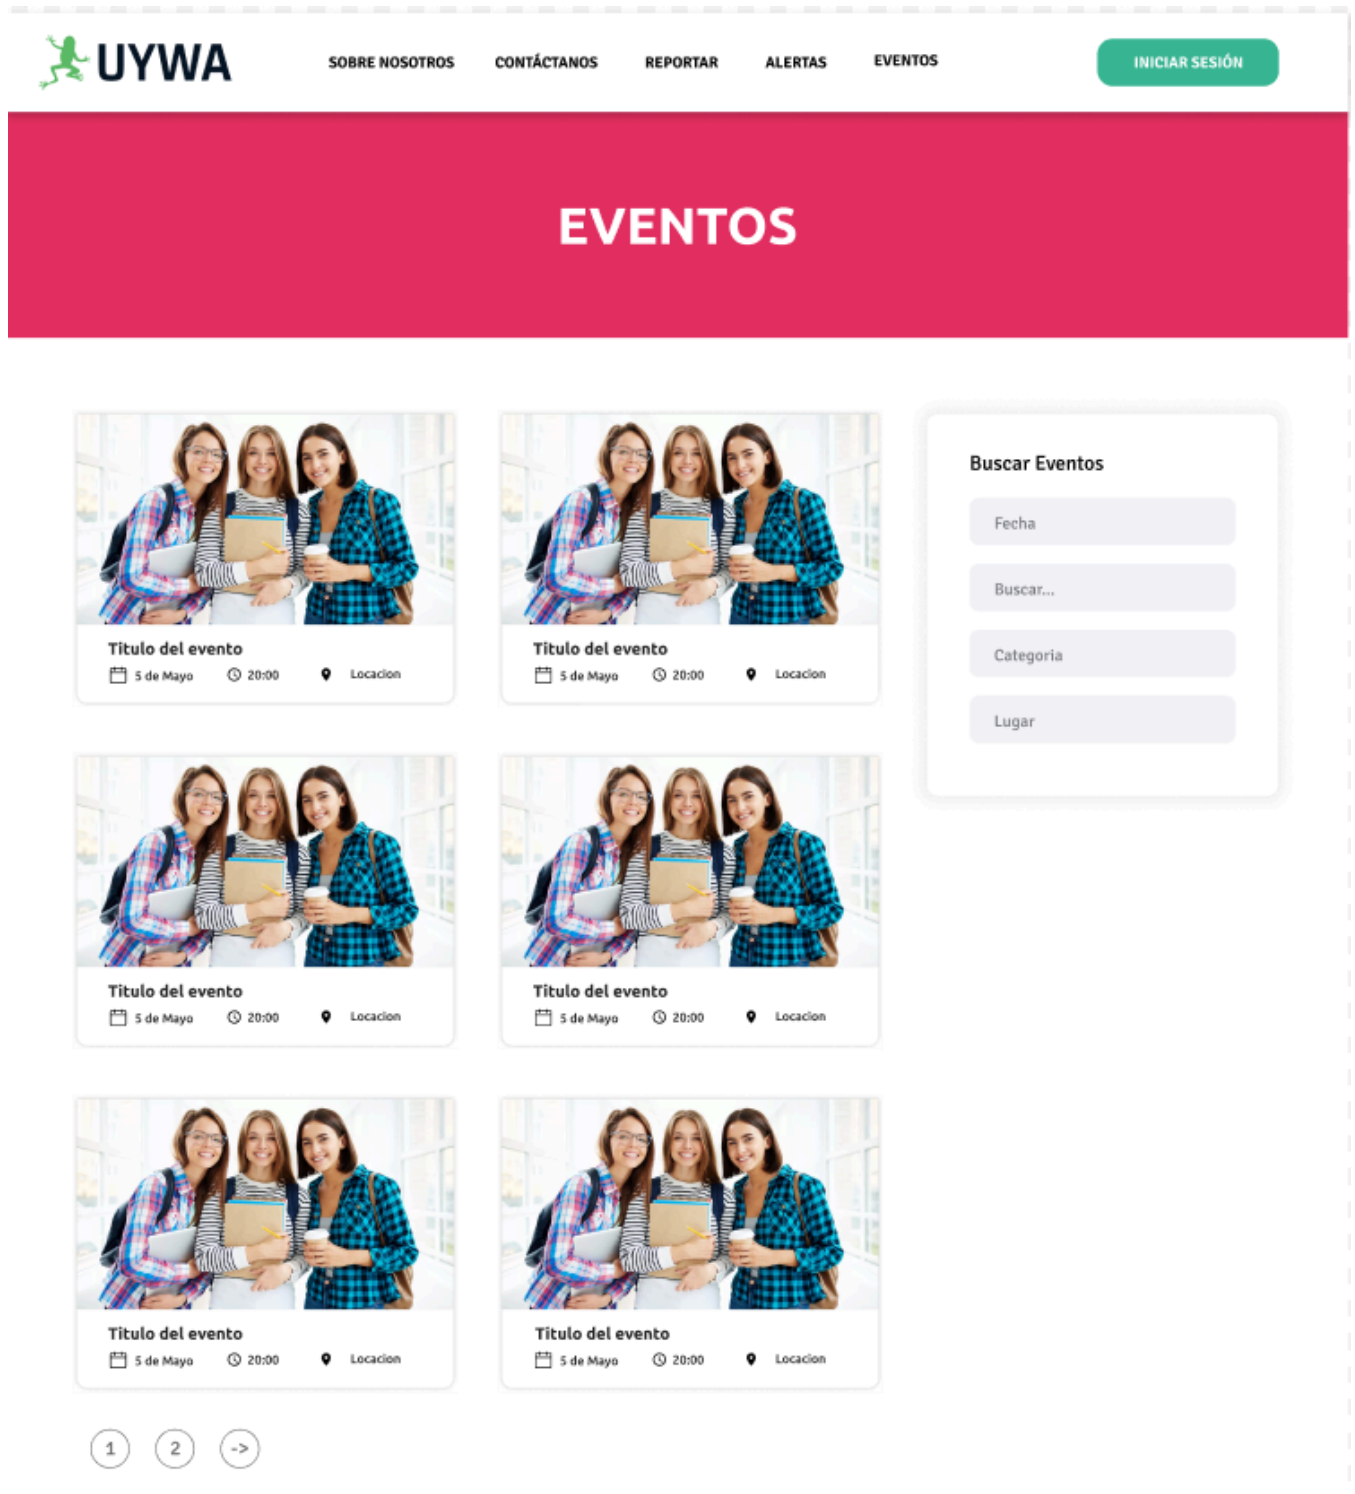 UYWA
SOBRE NOSOTROS CONTÁCTANOS REPORTAR ALERTAS EVENTOS
INICIAR SESIÓN
EVENTOS
Titulo del evento
5 de Mayo 20:00 Locacion
Titulo del evento
5 de Mayo 20:00 Locacion
Buscar Eventos
Fecha
Buscar...
Categoria
Lugar
Titulo del evento
5 de Mayo 20:00 Locacion
Titulo del evento
5 de Mayo 20:00 Locacion
Titulo del evento
5 de Mayo 20:00 Locacion
Titulo del evento
5 de Mayo 20:00 Locacion
1 2 ->